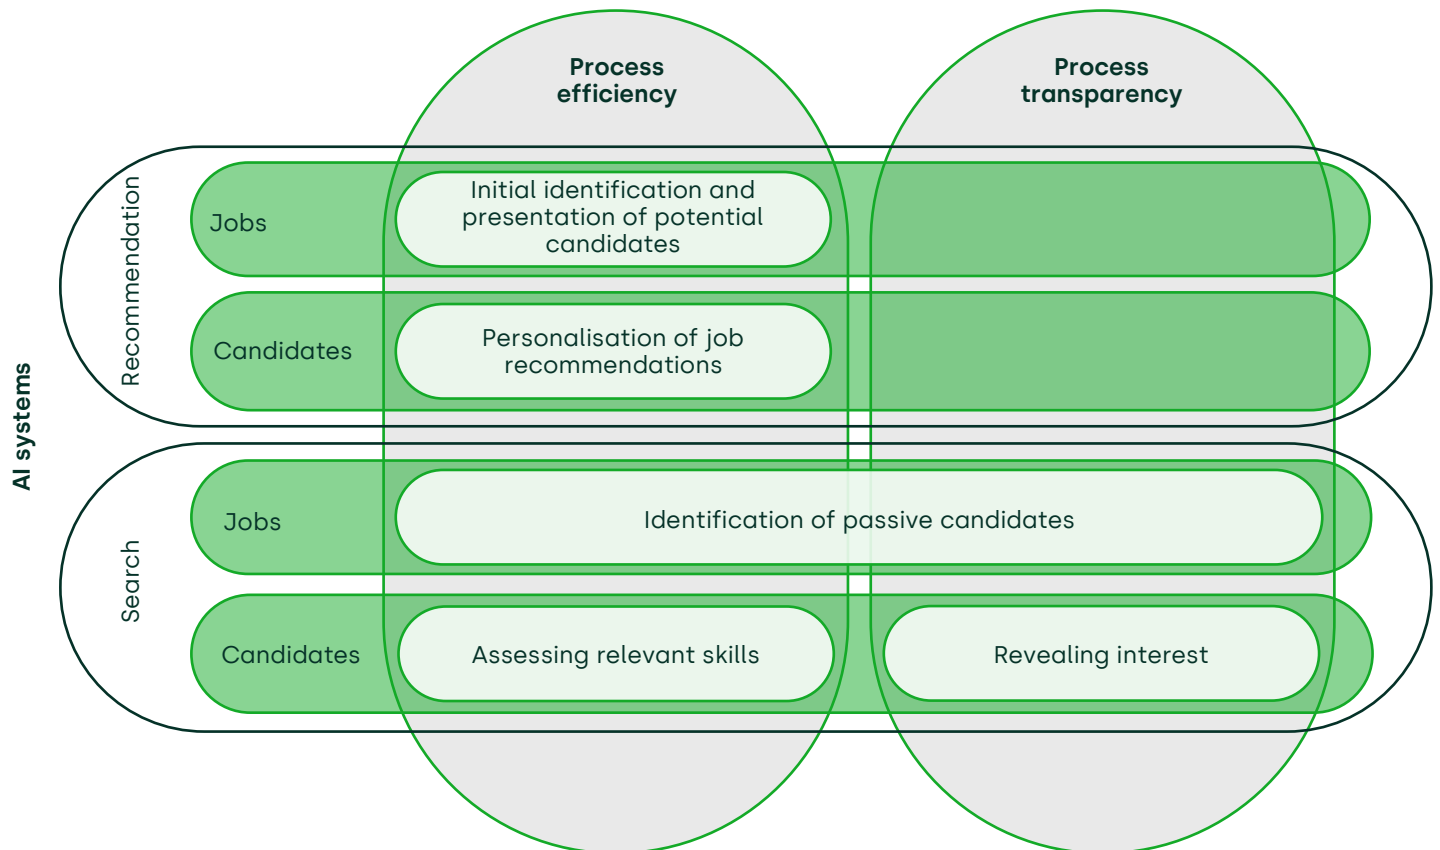 Process
efficiency
Process
transparency
AI systems
Recommendation
Jobs
Initial identification and
presentation of potential
candidates
Candidates
Personalisation of job
recommendations
Search
Jobs
Identification of passive candidates
Candidates
Assessing relevant skills
Revealing interest